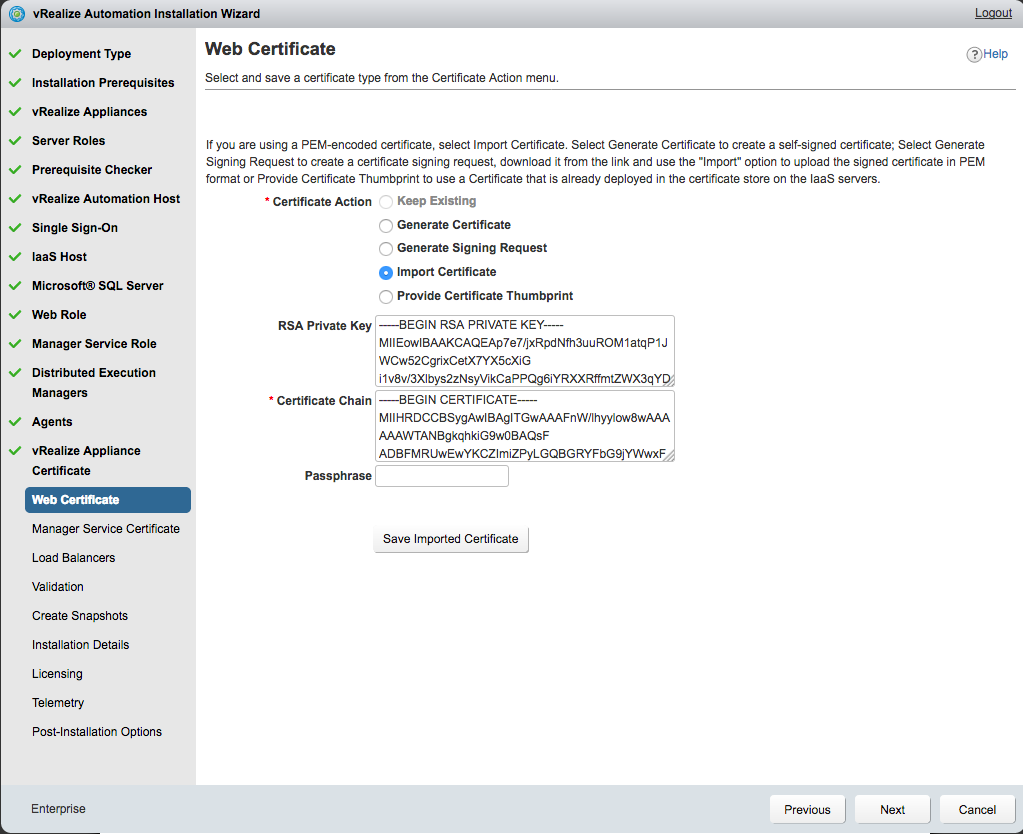 vRealize Automation Installation Wizard
Logout
Deployment Type
Installation Prerequisites
vRealize Appliances
Server Roles
Prerequisite Checker
vRealize Automation Host
Single Sign-On
IaaS Host
Microsoft® SQL Server
Web Role
Manager Service Role
Distributed Execution
Managers
Agents
vRealize Appliance
Certificate
Web Certificate
Manager Service Certificate
Load Balancers
Validation
Create Snapshots
Installation Details
Licensing
Telemetry
Post-Installation Options
Web Certificate
? Help
Select and save a certificate type from the Certificate Action menu.
If you are using a PEM-encoded certificate, select Import Certificate. Select Generate Certificate to create a self-signed certificate; Select Generate
Signing Request to create a certificate signing request, download it from the link and use the "Import" option to upload the signed certificate in PEM
format or Provide Certificate Thumbprint to use a Certificate that is already deployed in the certificate store on the IaaS servers.
* Certificate Action
Keep Existing
Generate Certificate
Generate Signing Request
Import Certificate
Provide Certificate Thumbprint
RSA Private Key
-----BEGIN RSA PRIVATE KEY-----
MIIEowIBAAKCAQEAp7e7/jxRpdNfh3uuROM1atqP1J
WCw52CgrixCetX7YX5cXiG
i1v8v/3Xlbys2zNsyVikCaPPQg6iYRXXRffmtZWX3qYD
* Certificate Chain
-----BEGIN CERTIFICATE-----
MIIHRDCCBSygAwIBAgITGwAAAFnW/lhyylow8wAAA
AAAWTANBgkqhkiG9w0BAQsF
ADBFMRUwEwYKCZImiZPyLGQBGRYFbG9jYWwxF
Passphrase
Save Imported Certificate
Enterprise
Previous
Next
Cancel